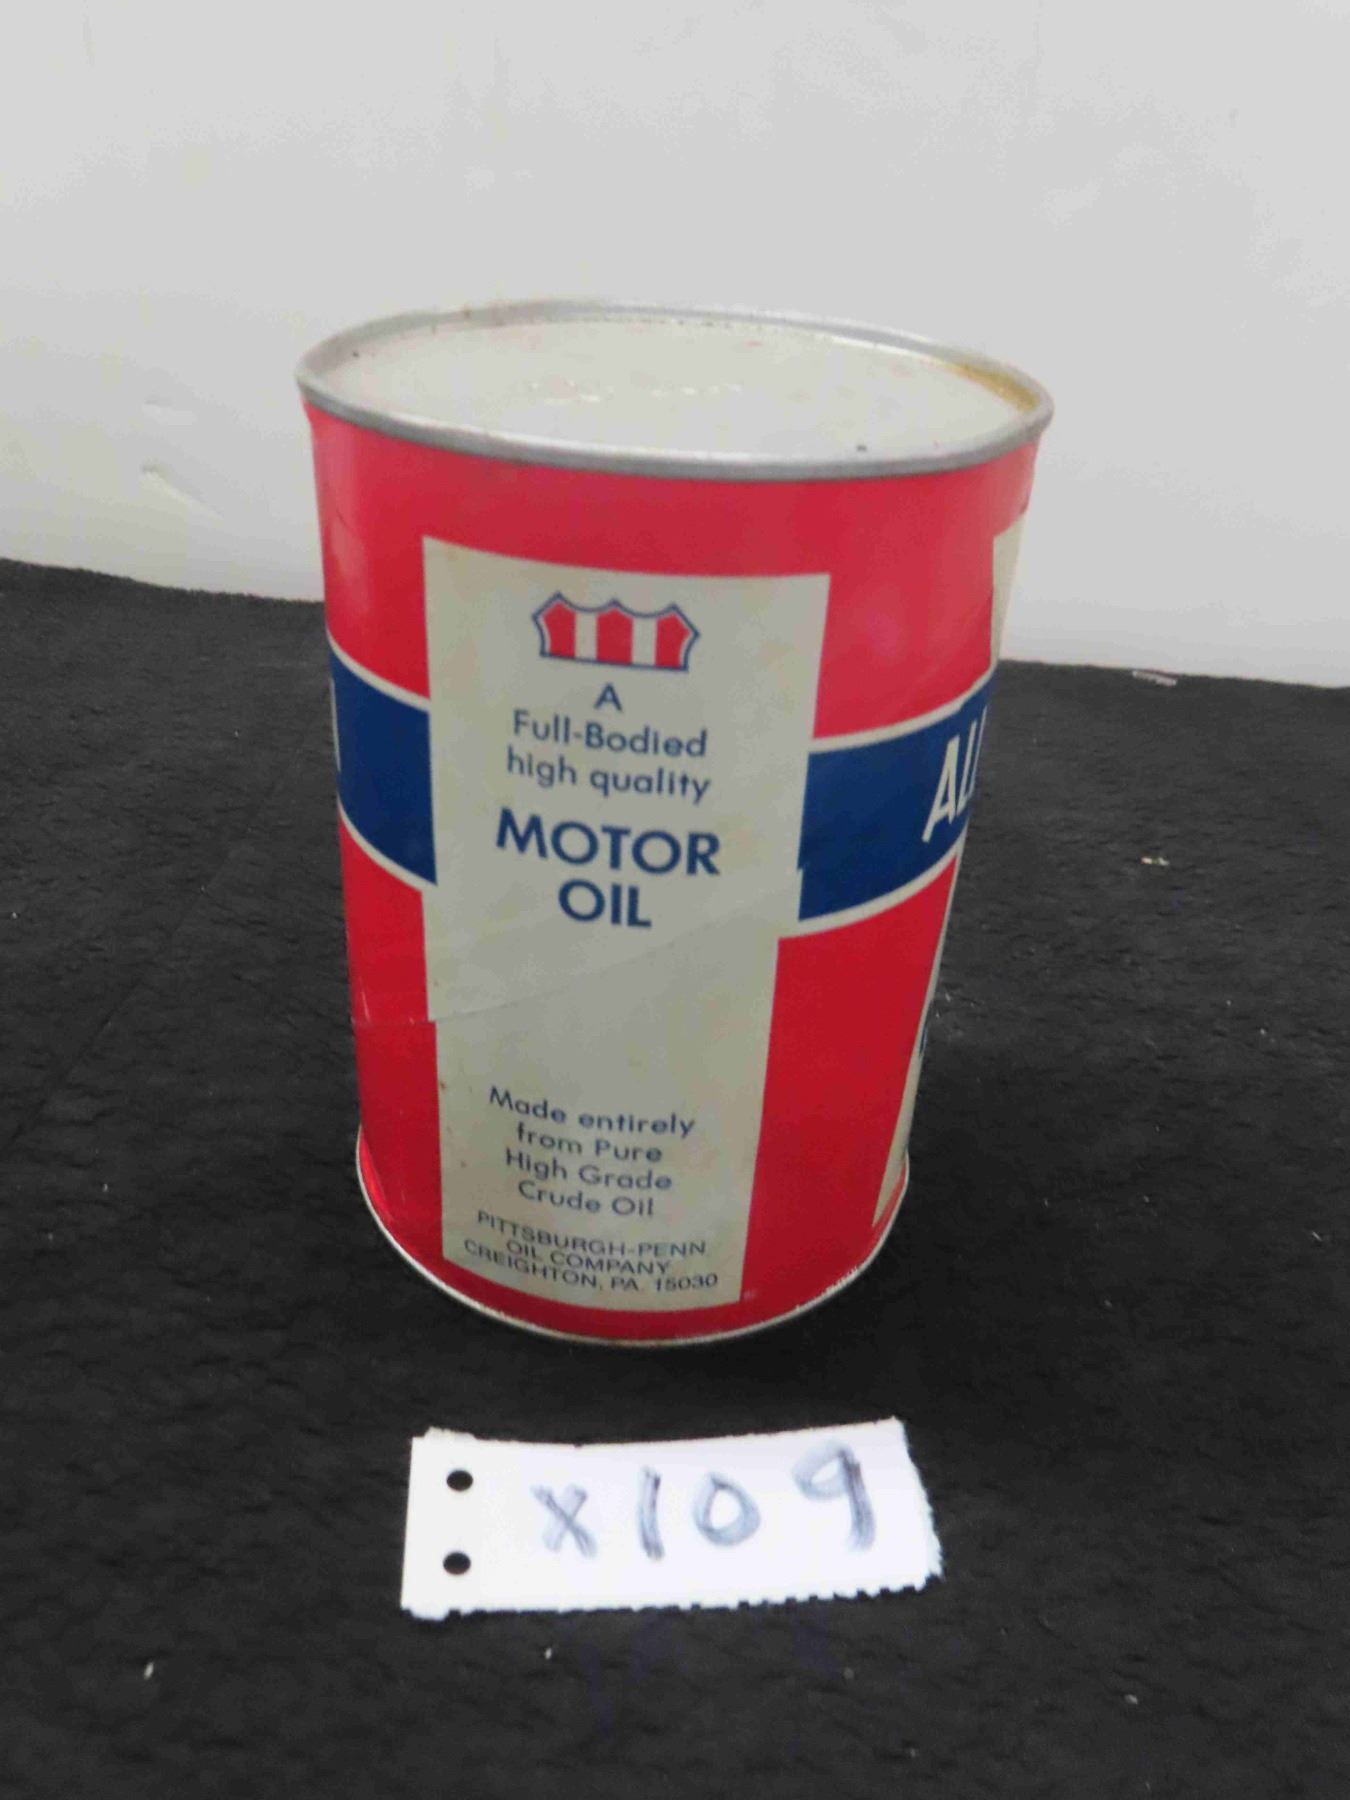 A
Full-Bodied
high quality
MOTOR
OIL
Made entirely
from Pure
High Grade
Crude Oil
PITTSBURGH-PENN
OIL COMPANY
CREIGHTON, PA. 15030
x109